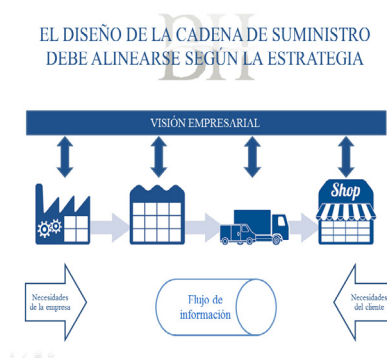 EL DISEÑO DE LA CADENA DE SUMINISTRO
DEBE ALINEARSE SEGÚN LA ESTRATEGIA
BH
VISIÓN EMPRESARIAL
Shop
Necesidades
de la empresa
Flujo de
información
Necesidades
del cliente